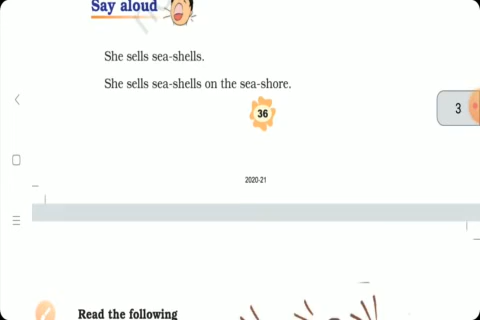 Say aloud
She sells sea-shells.
She sells sea-shells on the sea-shore.
36
3
2020-21
Read the following